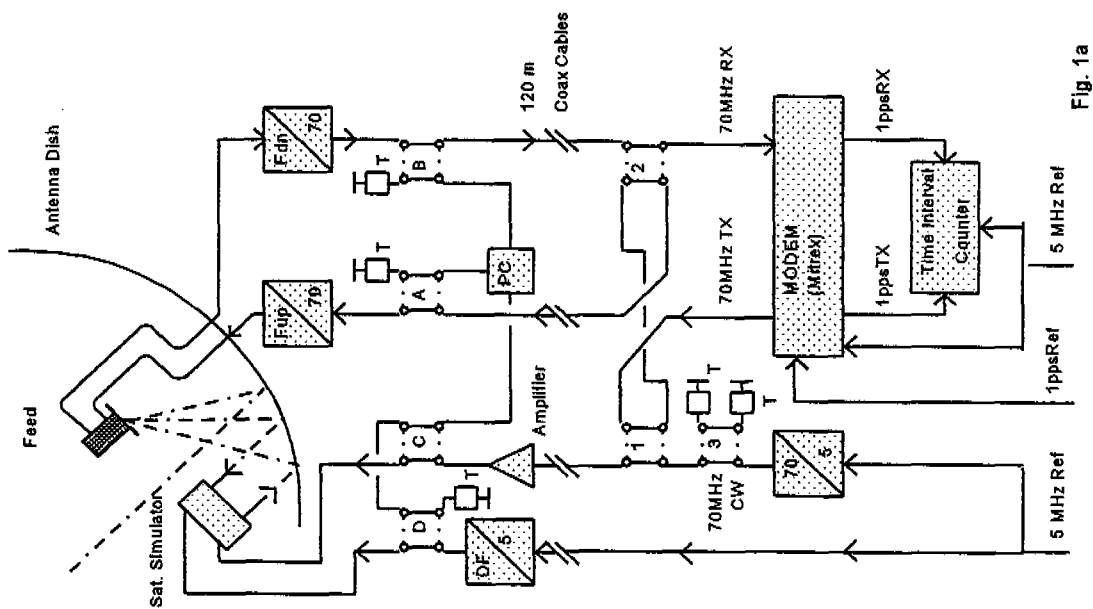 Antenna Dish
Feed
Sat. Simulator
Fdn
70
Fup
70
T
T
A
B
PC
120 m
Coax Cables
C
D
T
Amplifier
DF
5
1
2
3
T
T
70MHz
CW
70
5
70MHz TX
70MHz RX
MODEM
(Mitrex)
1ppsTX
1ppsRX
Time Interval
Counter
5 MHz Ref
1ppsRef
5 MHz Ref
Fig. 1a